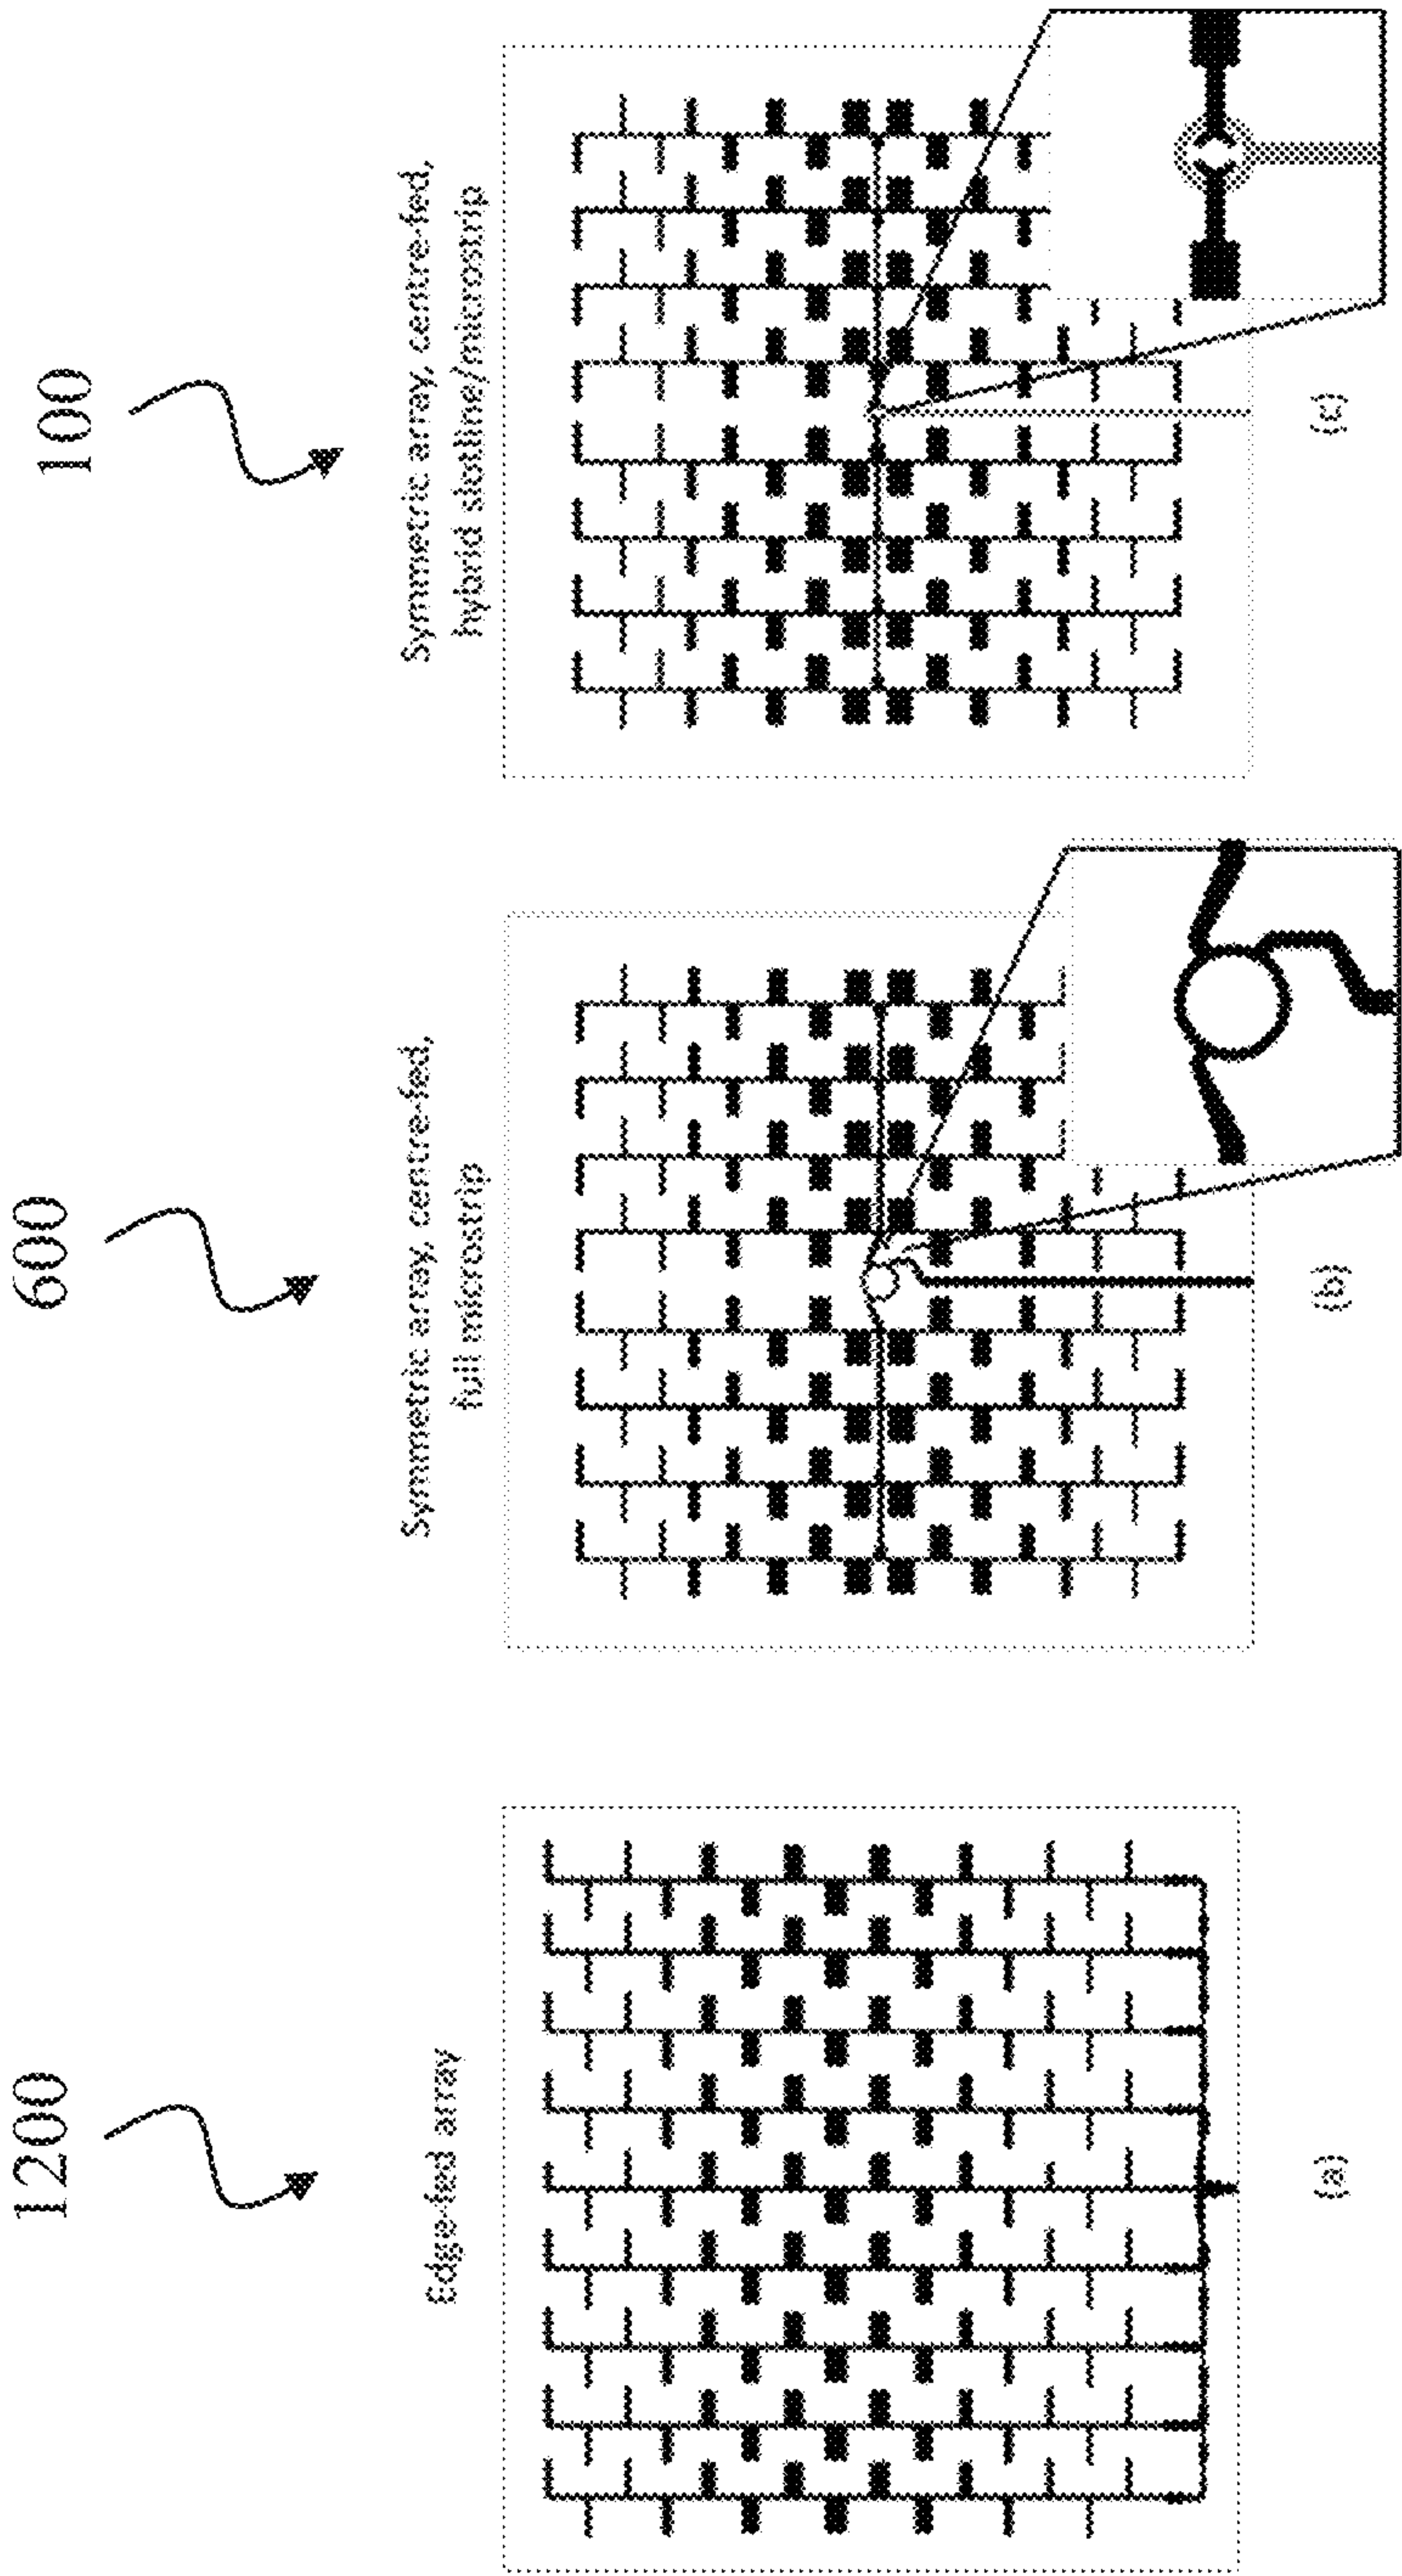 1200
Edge-fed array
(a)
600
Symmetric array, centre-fed,
full microstrip
(b)
100
Symmetric array, centre-fed,
hybrid slotline/microstrip
(c)